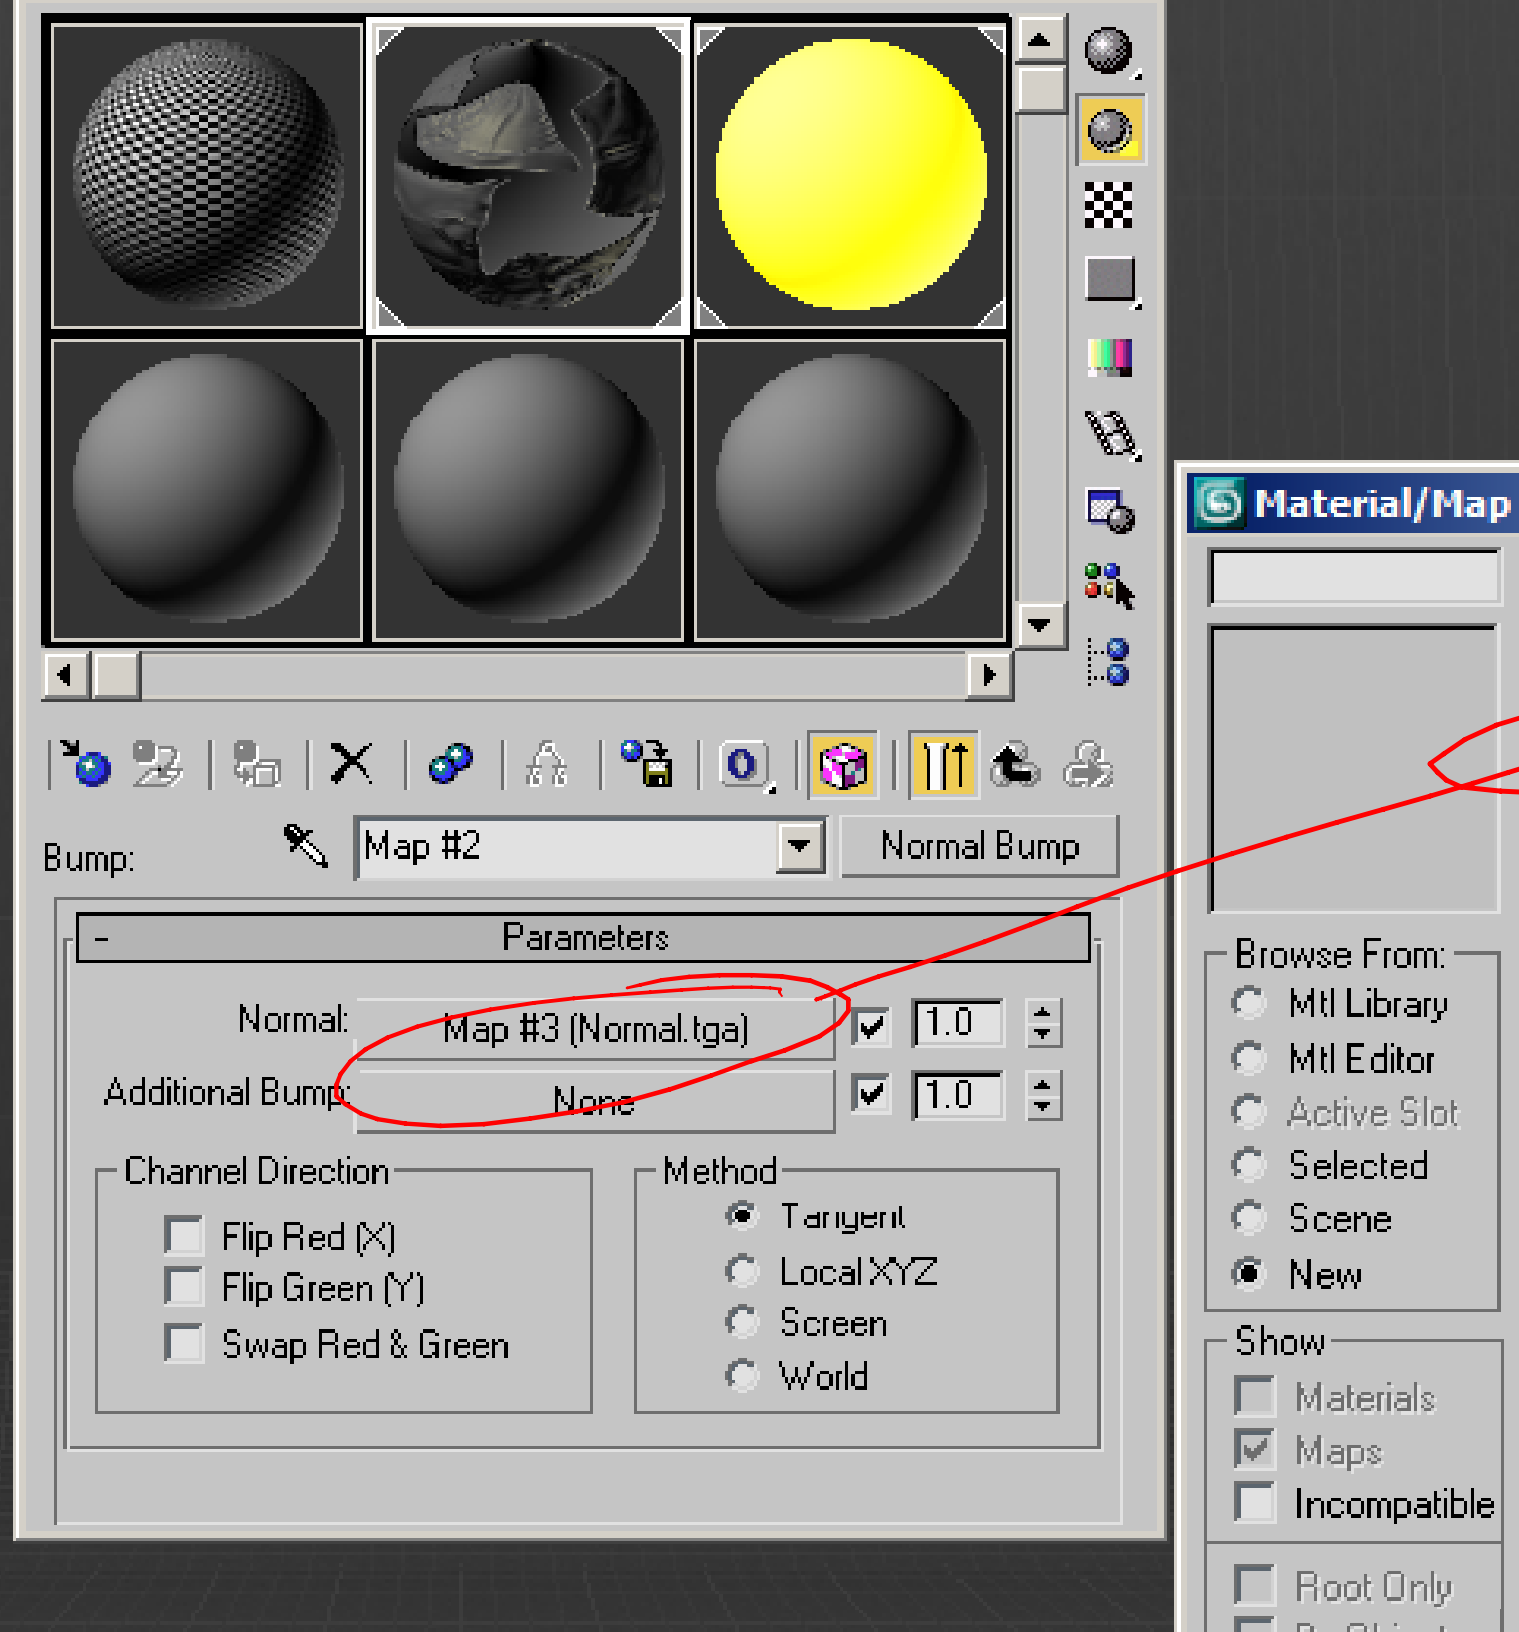 Bump:
Map #2
Normal Bump
- Parameters
Normal:
Map #3 (Normal.tga)
1.0
Additional Bump:
None
1.0
Channel Direction
Flip Red (X)
Flip Green (Y)
Swap Red & Green
Method
Tangent
Local XYZ
Screen
World
Material/Map
Browse From:
Mtl Library
Mtl Editor
Active Slot
Selected
Scene
New
Show
Materials
Maps
Incompatible
Root Only